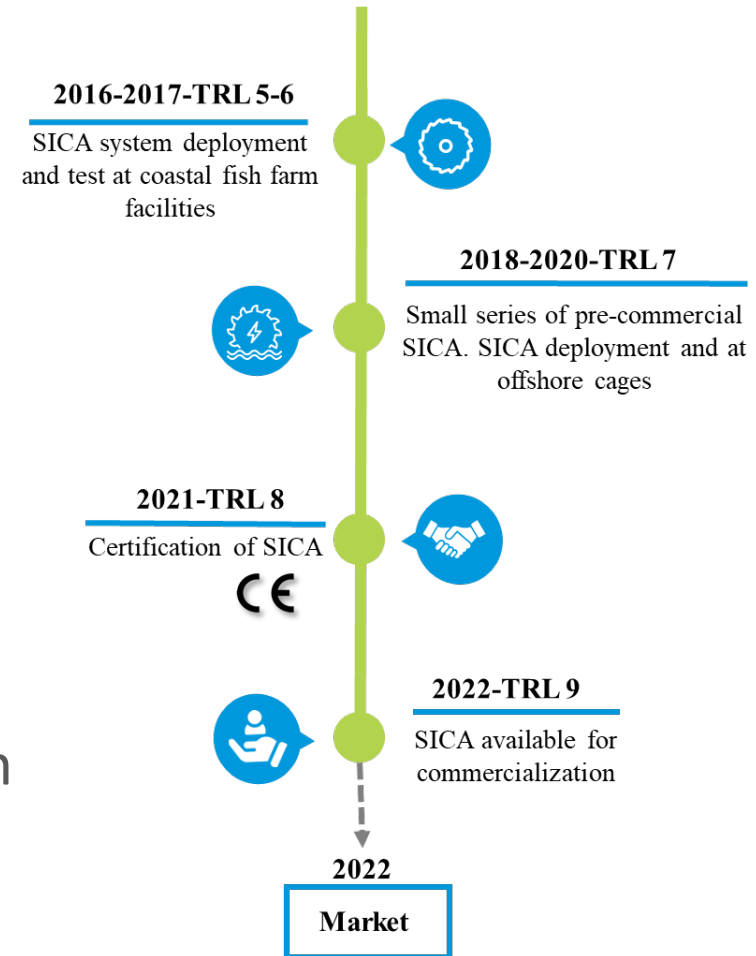 2016-2017-TRL 5-6
SICA system deployment
and test at coastal fish farm
facilities
2018-2020-TRL 7
Small series of pre-commercial
SICA. SICA deployment and at
offshore cages
2021-TRL 8
Certification of SICA
CE
2022-TRL 9
SICA available for
commercialization
n
2022
Market